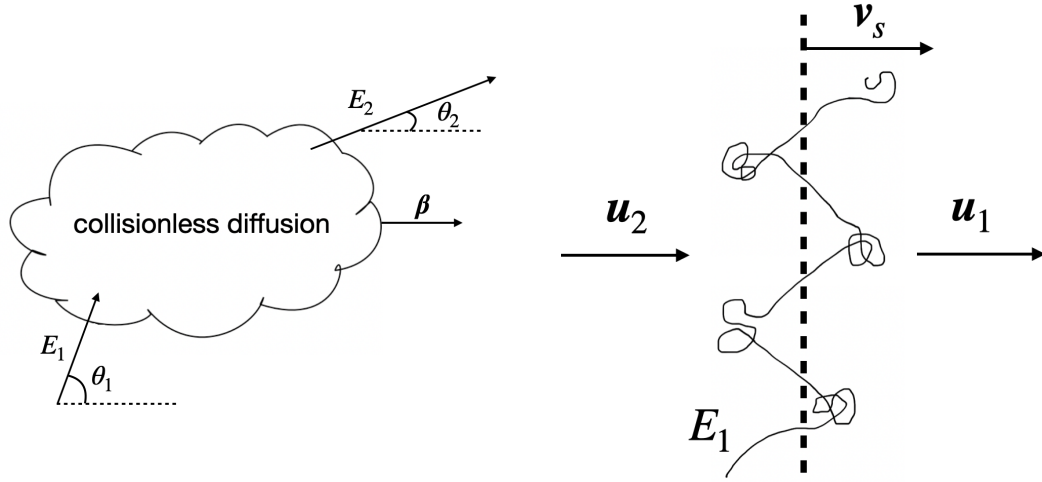 E₂
θ₂
collisionless diffusion
β
E₁
θ₁
vₛ
u₂
u₁
E₁